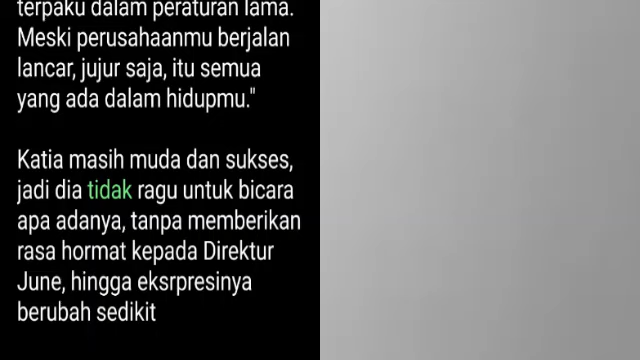 terpaku dalam peraturan lama.
Meski perusahaanmu berjalan
lancar, jujur saja, itu semua
yang ada dalam hidupmu."
Katia masih muda dan sukses,
jadi dia tidak ragu untuk bicara
apa adanya, tanpa memberikan
rasa hormat kepada Direktur
June, hingga eksrpresinya
berubah sedikit